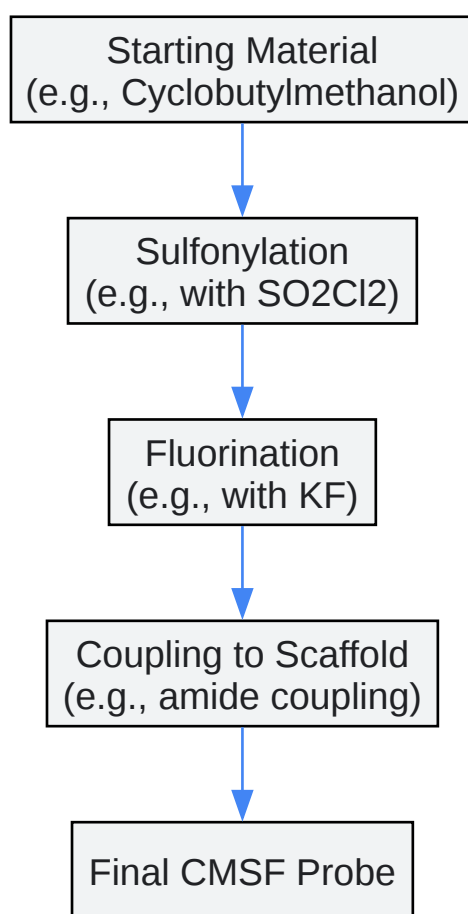 Starting Material
(e.g., Cyclobutylmethanol)
Sulfonylation
(e.g., with SO2Cl2)
Fluorination
(e.g., with KF)
Coupling to Scaffold
(e.g., amide coupling)
Final CMSF Probe